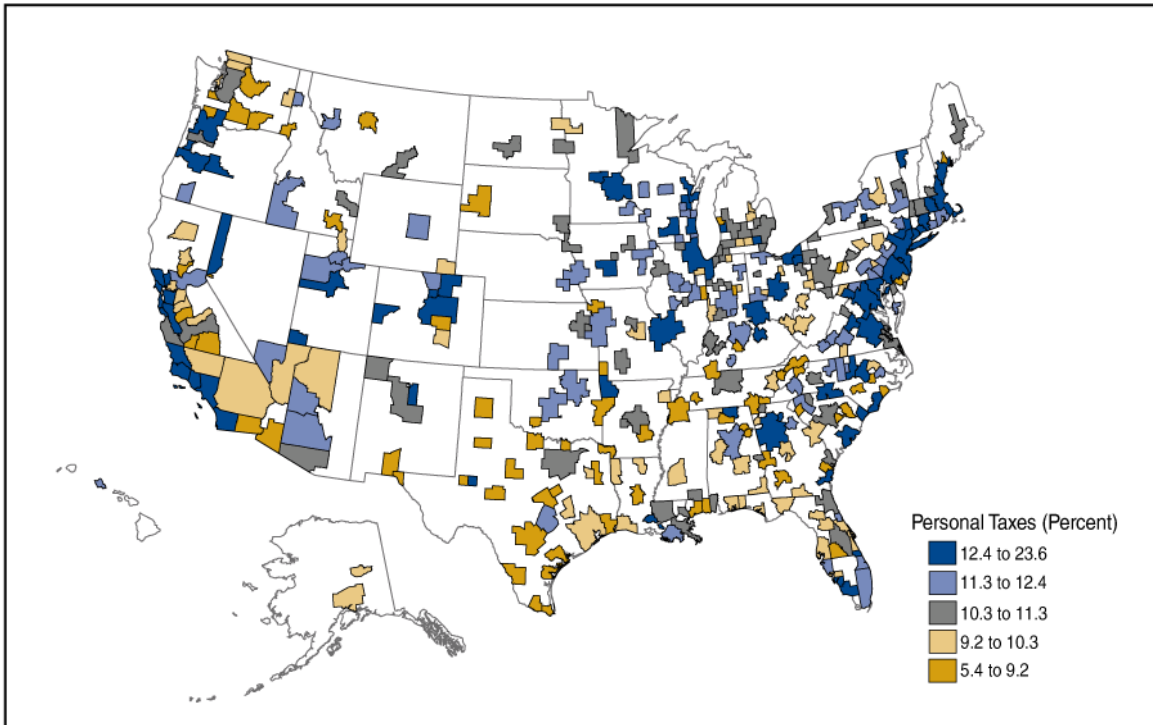 Personal Taxes (Percent)
12.4 to 23.6
11.3 to 12.4
10.3 to 11.3
9.2 to 10.3
5.4 to 9.2